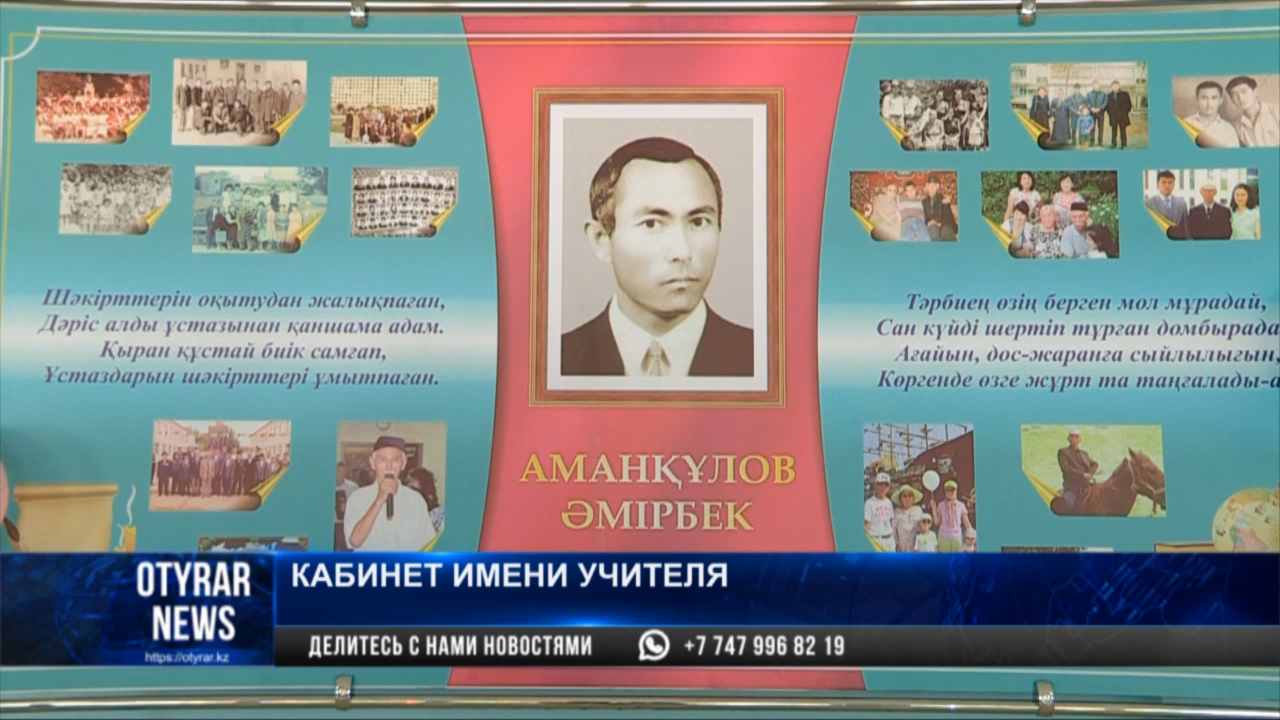 Шәкірттерін оқытудан жалықпаған,
Дәріс алды ұстазынан қаншама адам.
Қыран құстай биік самғап,
Ұстаздарын шәкірттері ұмытпаған.
АМАНҚҰЛОВ
ӘМІРБЕК
Тәрбиең өзің берген мол мұрадай,
Сан күйді шертіп тұрған домбырада
Ағайын, дос-жаранға сыйлылығың,
Көргенде өзге жұрт та таңғалады-а
OTYRAR
NEWS
https://otyrar.kz
КАБИНЕТ ИМЕНИ УЧИТЕЛЯ
ДЕЛИТЕСЬ С НАМИ НОВОСТЯМИ
+7 747 996 82 19